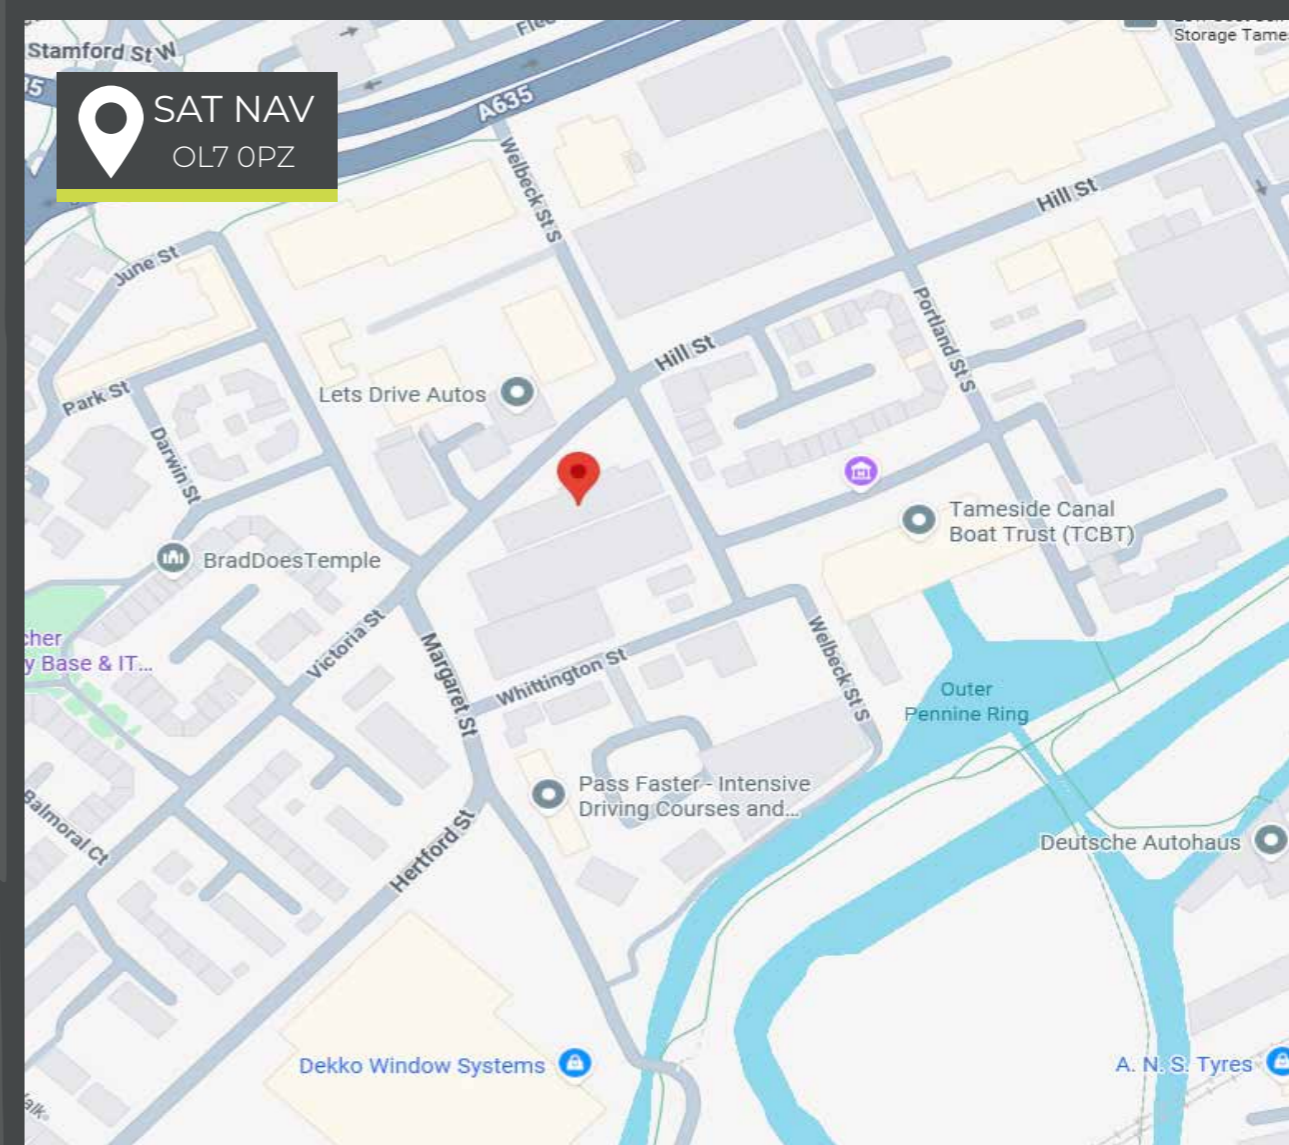 Storage Tame
Stamford St W
A635
SAT NAV
OL7 0PZ
Welbeck St S
Hill St
June St
Portland St S
Hill St
Park St
Lets Drive Autos
Darwin St
Tameside Canal
Boat Trust (TCBT)
BradDoesTemple
Victoria St
Margaret St
Whittington St
Welbeck St S
cher
y Base & IT...
Outer
Pennine Ring
Pass Faster - Intensive
Driving Courses and...
Balmoral Ct
Hertford St
Deutsche Autohaus
Dekko Window Systems
A. N. S. Tyres